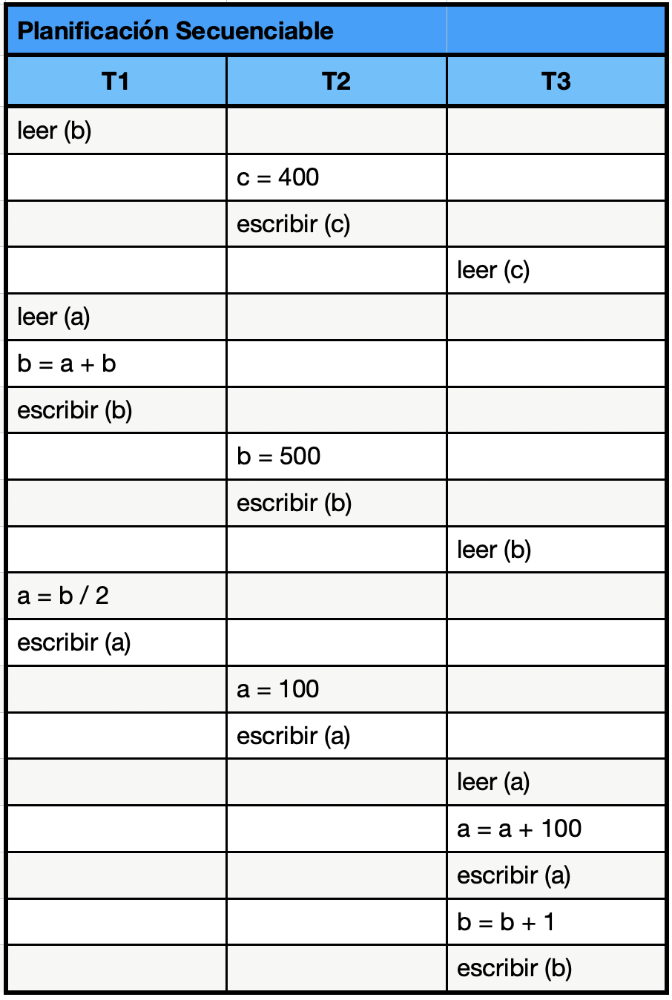 Planificación Secuenciable
T1 T2 T3
leer (b)
c = 400
escribir (c)
leer (c)
leer (a)
b = a + b
escribir (b)
b = 500
escribir (b)
leer (b)
a = b / 2
escribir (a)
a = 100
escribir (a)
leer (a)
a = a + 100
escribir (a)
b = b + 1
escribir (b)